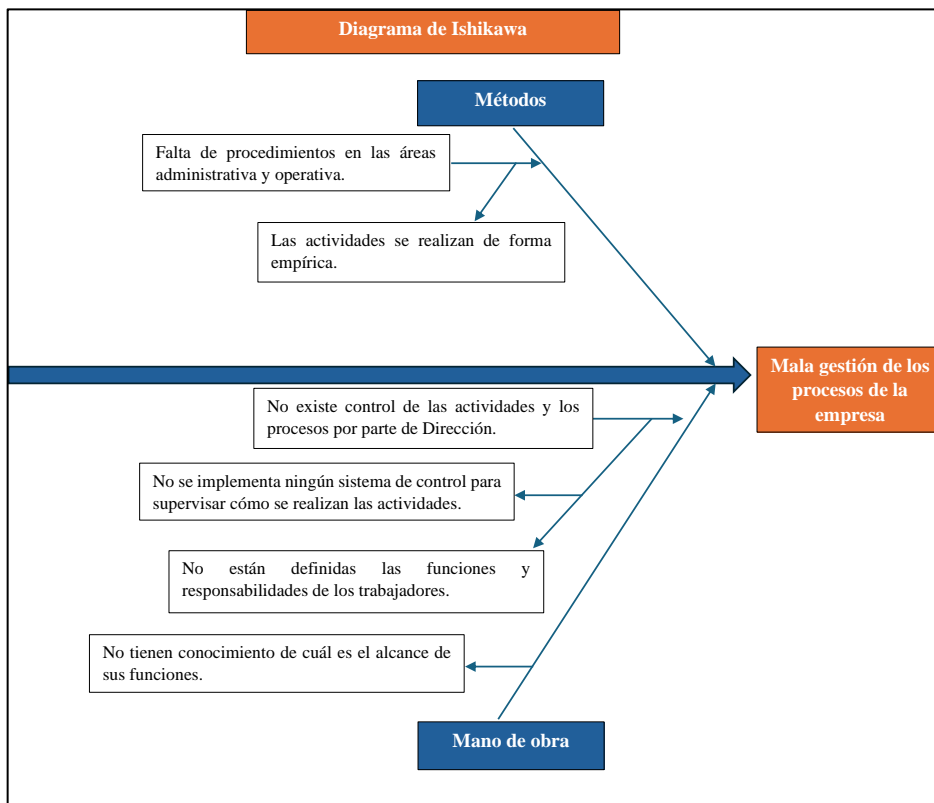 Diagrama de Ishikawa
Métodos
Falta de procedimientos en las áreas
administrativa y operativa.
Las actividades se realizan de forma
empírica.
Mala gestión de los
procesos de la
empresa
No existe control de las actividades y los
procesos por parte de Dirección.
No se implementa ningún sistema de control para
supervisar cómo se realizan las actividades.
No están definidas las funciones y
responsabilidades de los trabajadores.
No tienen conocimiento de cuál es el alcance de
sus funciones.
Mano de obra